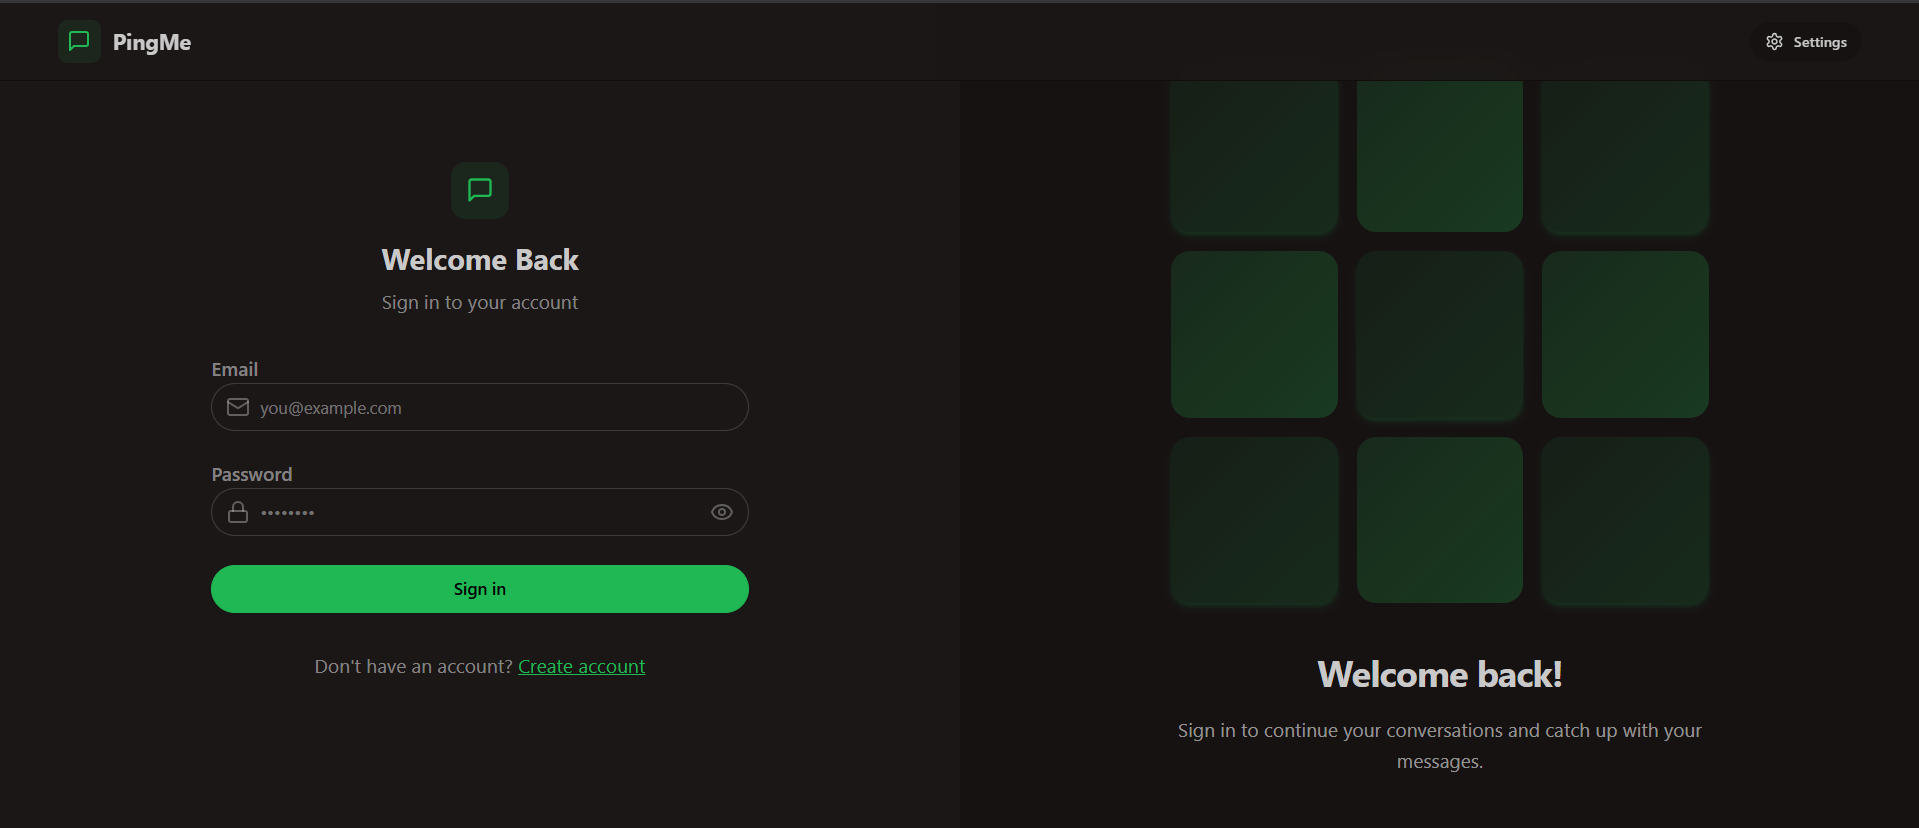 PingMe
Settings
Welcome Back
Sign in to your account
Email
you@example.com
Password
••••••••
Sign in
Don't have an account? Create account
Welcome back!
Sign in to continue your conversations and catch up with your
messages.